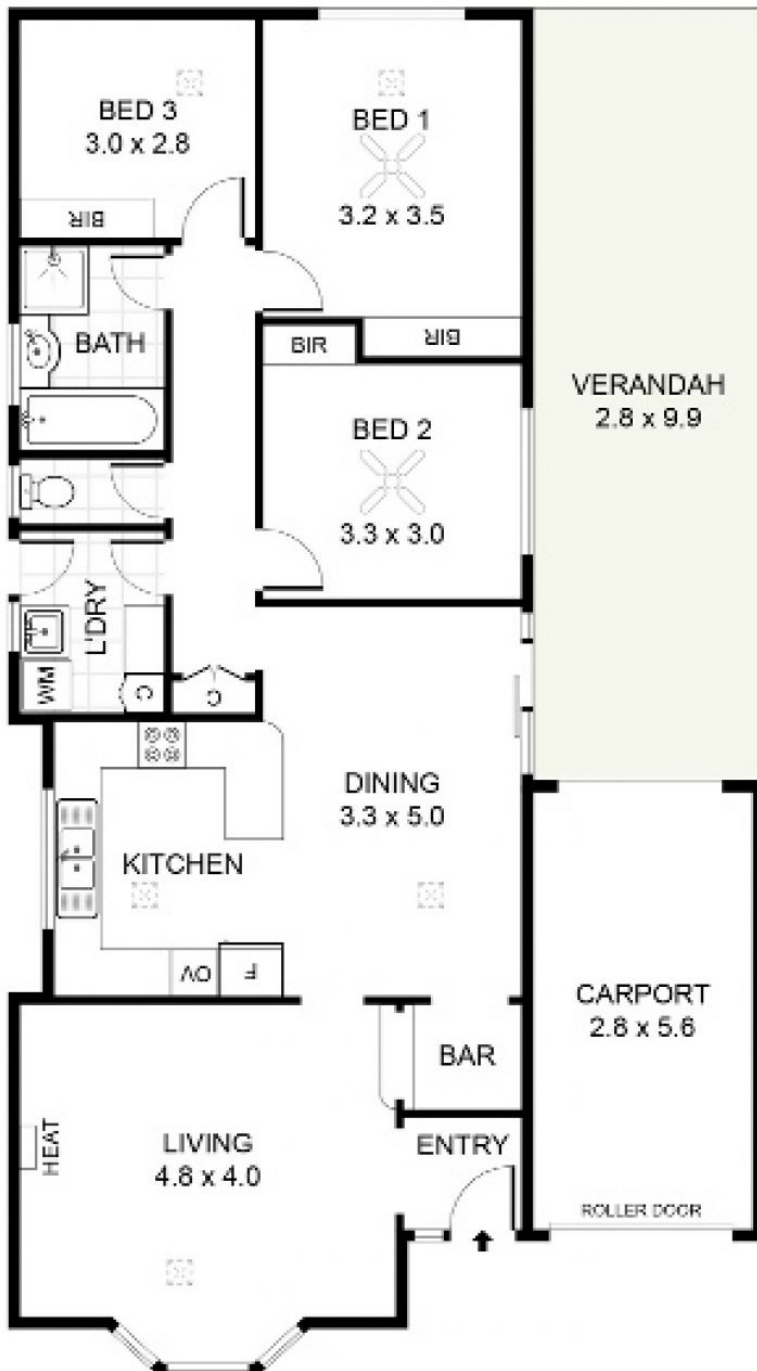 BED 3
3.0 x 2.8
BED 1
3.2 x 3.5
BIR
BATH
BIR
BIR
VERANDAH
2.8 x 9.9
BED 2
3.3 x 3.0
L'DRY
WM
C
C
DINING
3.3 x 5.0
KITCHEN
OV
F
CARPORT
2.8 x 5.6
BAR
HEAT
LIVING
4.8 x 4.0
ENTRY
ROLLER DOOR